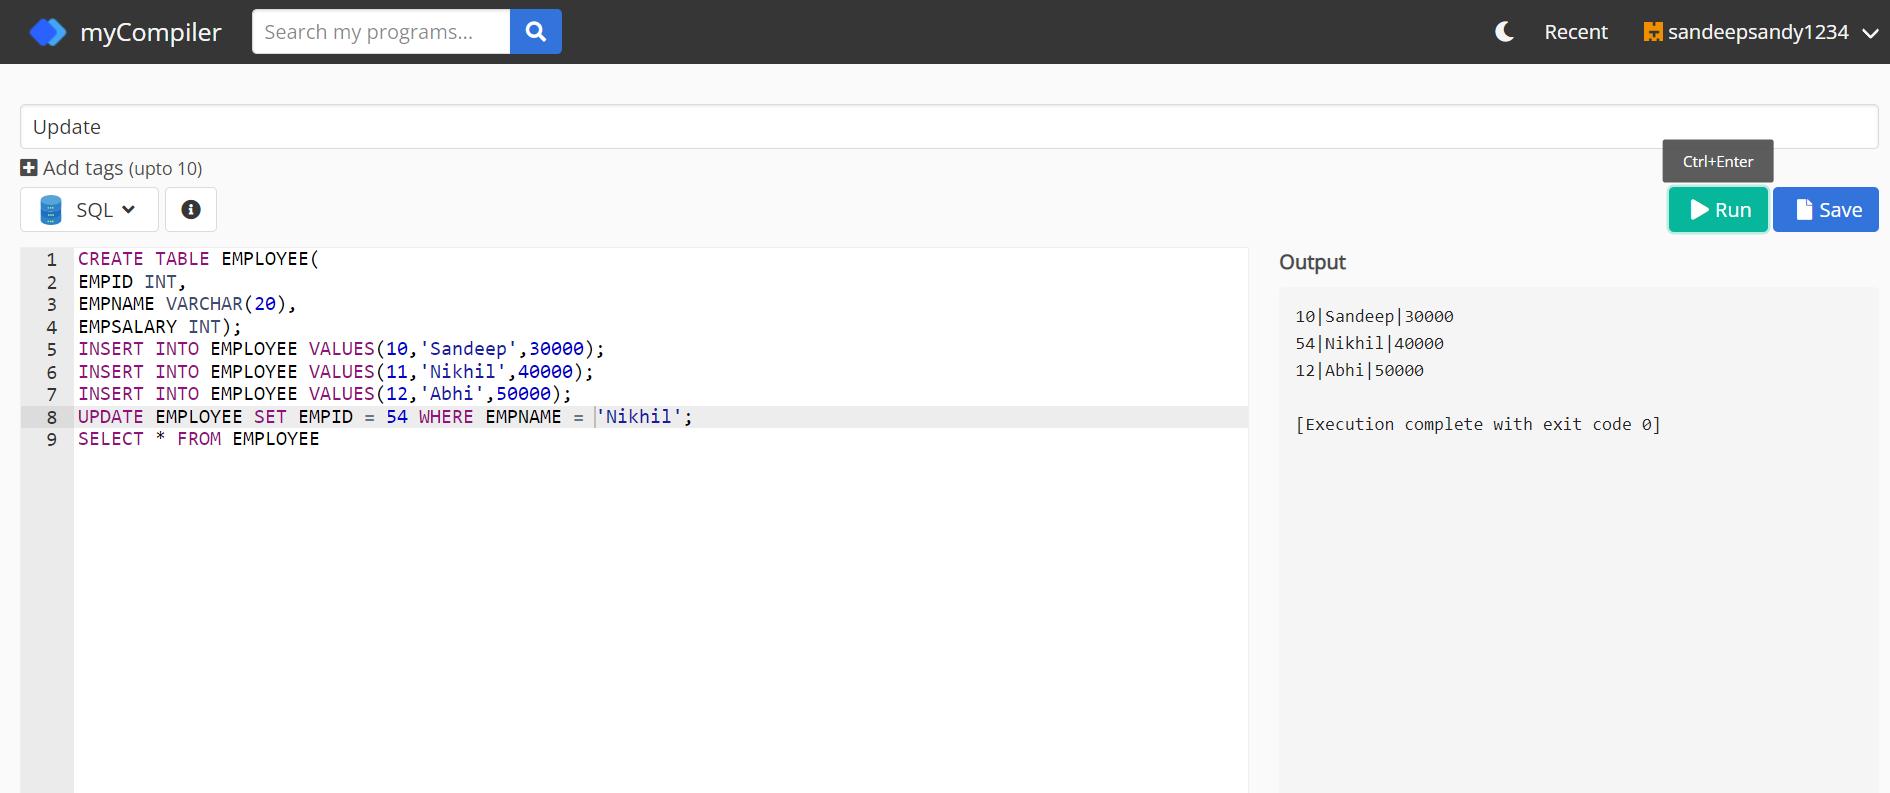 myCompiler
Search my programs...
Recent
sandeepsandy1234
Update
Ctrl+Enter
Add tags (upto 10)
SQL
Run
Save
1 CREATE TABLE EMPLOYEE(
2 EMPID INT,
3 EMPNAME VARCHAR(20),
4 EMPSALARY INT);
5 INSERT INTO EMPLOYEE VALUES(10,'Sandeep',30000);
6 INSERT INTO EMPLOYEE VALUES(11,'Nikhil',40000);
7 INSERT INTO EMPLOYEE VALUES(12,'Abhi',50000);
8 UPDATE EMPLOYEE SET EMPID = 54 WHERE EMPNAME = 'Nikhil';
9 SELECT * FROM EMPLOYEE
Output
10|Sandeep|30000
54|Nikhil|40000
12|Abhi|50000
[Execution complete with exit code 0]